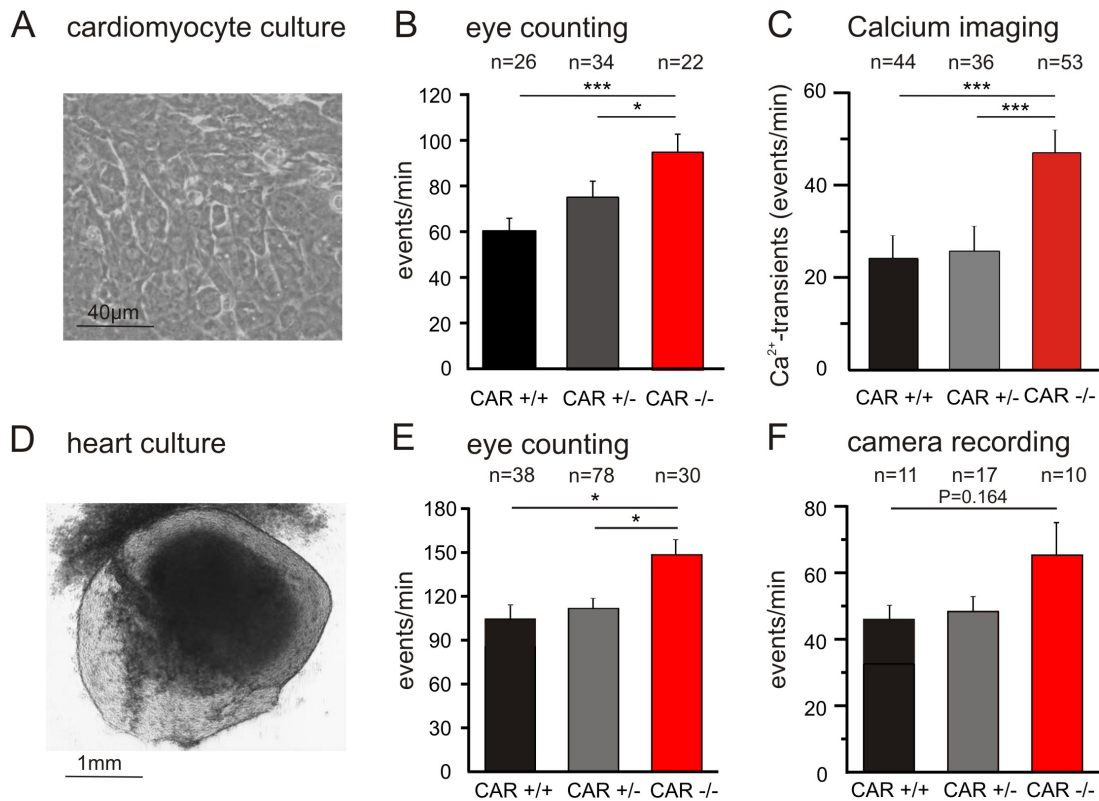 A cardiomyocyte culture
40µm
B eye counting
n=26 n=34 n=22
***
*
120
100
80
60
40
20
0
events/min
CAR +/+ CAR +/- CAR -/-
C Calcium imaging
n=44 n=36 n=53
***
***
60
40
20
0
Ca²⁺-transients (events/min)
CAR +/+ CAR +/- CAR -/-
D heart culture
1mm
E eye counting
n=38 n=78 n=30
*
*
180
150
120
90
60
30
0
events/min
CAR +/+ CAR +/- CAR -/-
F camera recording
n=11 n=17 n=10
P=0.164
80
60
40
20
0
events/min
CAR +/+ CAR +/- CAR -/-